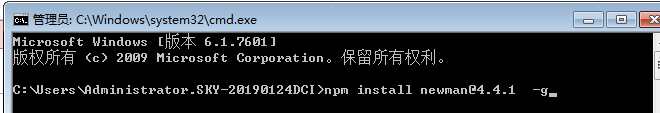 管理员: C:\Windows\system32\cmd.exe
Microsoft Windows [版本 6.1.7601]
版权所有 (c) 2009 Microsoft Corporation。保留所有权利。
C:\Users\Administrator.SKY-20190124DCI>npm install newman@4.4.1  -g